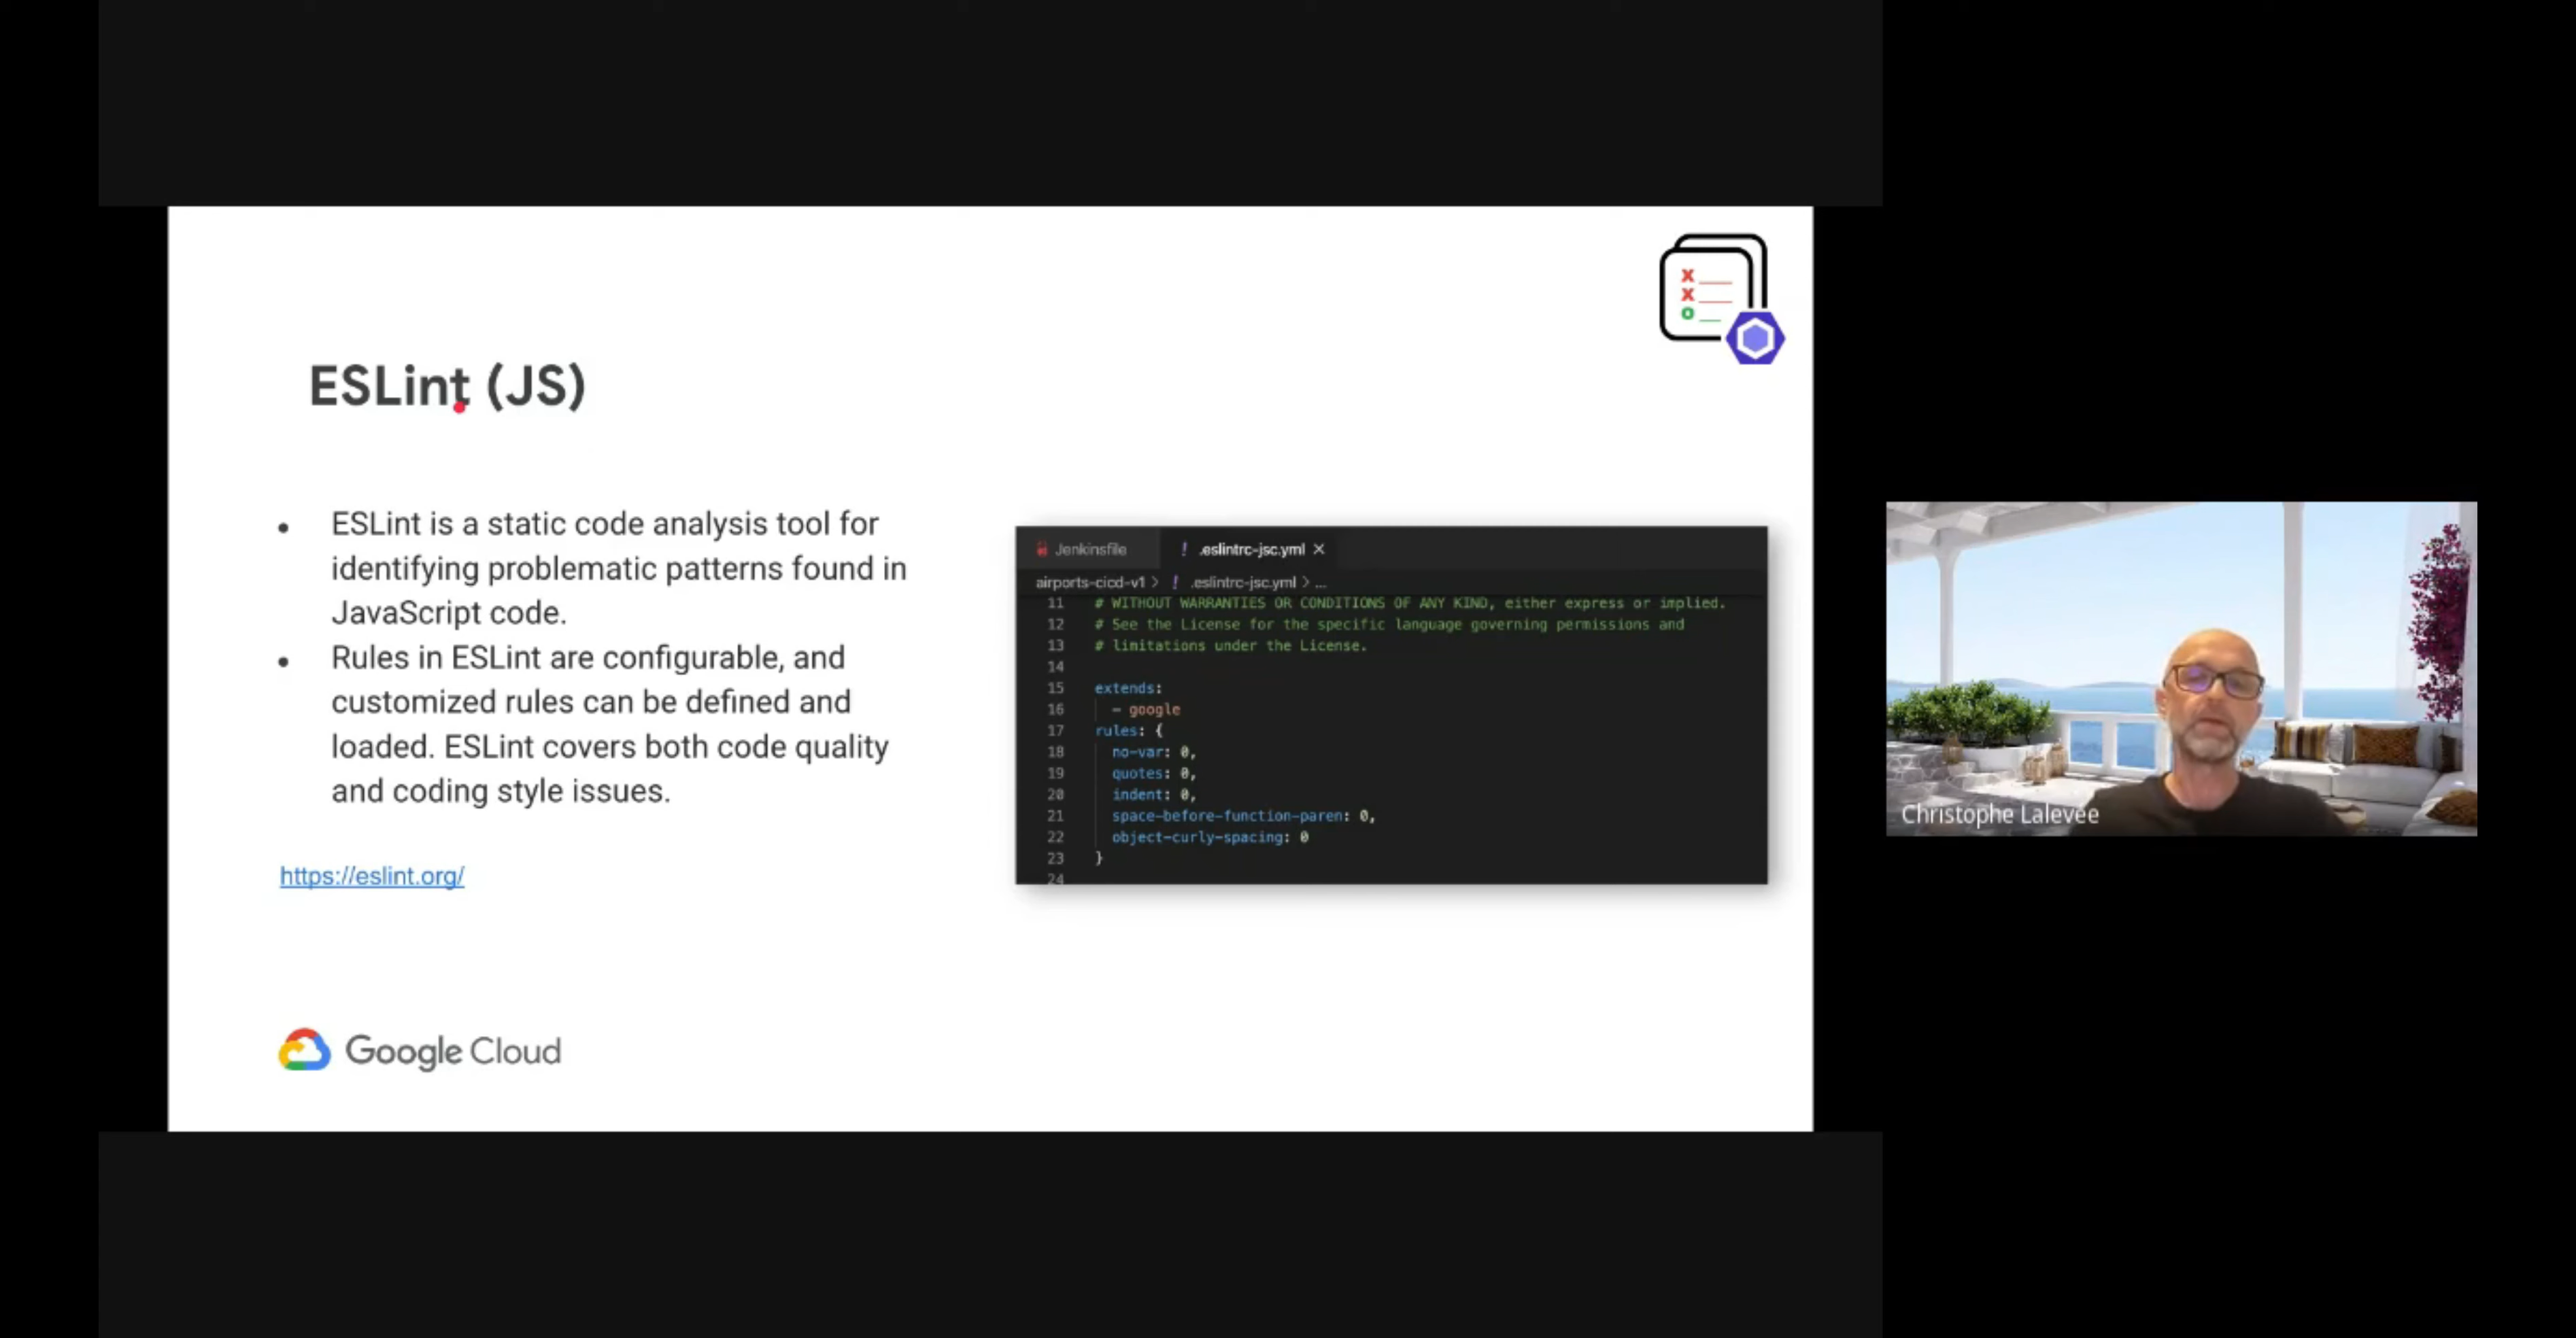 ESLint (JS)
ESLint is a static code analysis tool for
identifying problematic patterns found in
JavaScript code.
Rules in ESLint are configurable, and
customized rules can be defined and
loaded. ESLint covers both code quality
and coding style issues.
https://eslint.org/
Google Cloud
X
X
O
Jenkinsfile ! .eslintrc-jsc.yml ×
airports-cicd-v1 > ! .eslintrc-jsc.yml > ...
11 # WITHOUT WARRANTIES OR CONDITIONS OF ANY KIND, either express or implied.
12 # See the License for the specific language governing permissions and
13 # limitations under the License.
14
15 extends:
16 - google
17 rules: {
18 no-var: 0,
19 quotes: 0,
20 indent: 0,
21 space-before-function-paren: 0,
22 object-curly-spacing: 0
23 }
24
Christophe Lalevée